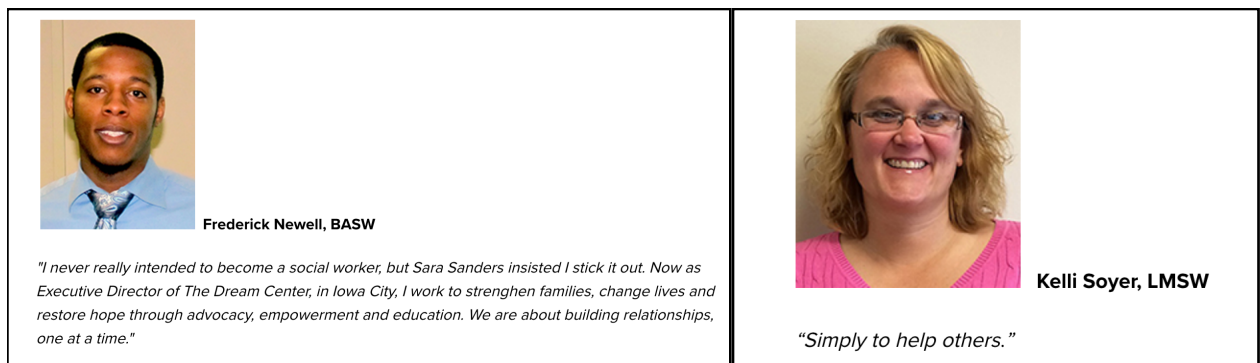 Frederick Newell, BASW
"I never really intended to become a social worker, but Sara Sanders insisted I stick it out. Now as
Executive Director of The Dream Center, in Iowa City, I work to strenghen families, change lives and
restore hope through advocacy, empowerment and education. We are about building relationships,
one at a time."
Kelli Soyer, LMSW
“Simply to help others.”